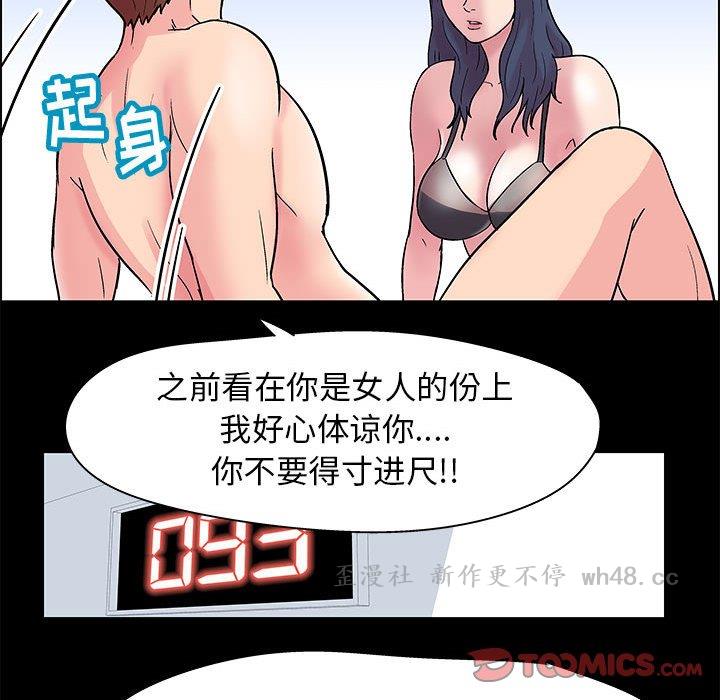 起身
之前看在你是女人的份上
我好心体谅你....
你不要得寸进尺!!
093
歪漫社 新作更不停 wh48.cc
TOOMICS.COM